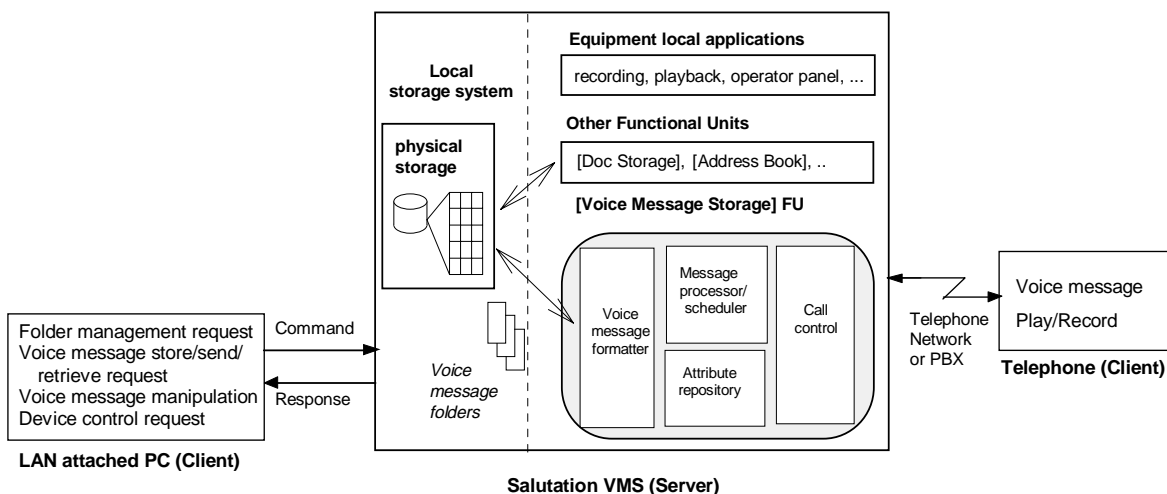 Equipment local applications
recording, playback, operator panel, ...
Local
storage system
Other Functional Units
[Doc Storage], [Address Book], ..
physical
storage
[Voice Message Storage] FU
Voice
message
formatter
Message
processor/
scheduler
Attribute
repository
Call
control
Voice
message
folders
Folder management request
Voice message store/send/
retrieve request
Voice message manipulation
Device control request
LAN attached PC (Client)
Command
Response
Telephone
Network
or PBX
Voice message
Play/Record
Telephone (Client)
Salutation VMS (Server)